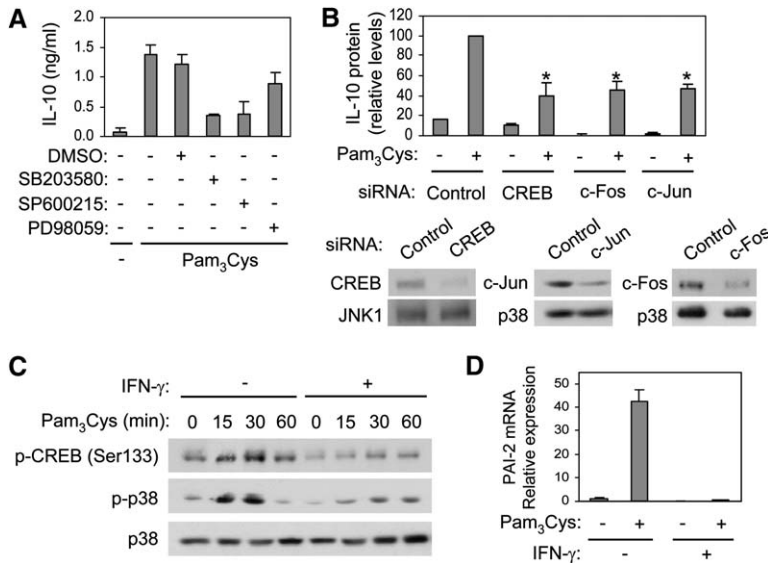 A
IL-10 (ng/ml)
2.0
1.5
1.0
0.5
0.0
DMSO: - - + - - -
SB203580: - - - + - -
SP600215: - - - - + -
PD98059: - - - - - +
- Pam3Cys
B
IL-10 protein
(relative levels)
120
100
80
60
40
20
0
* * *
Pam3Cys: - + - + - + - +
siRNA: Control CREB c-Fos c-Jun
siRNA: Control CREB Control c-Jun Control c-Fos
CREB c-Jun c-Fos
JNK1 p38 p38
C
IFN-γ: - +
Pam3Cys (min): 0 15 30 60 0 15 30 60
p-CREB (Ser133)
p-p38
p38
D
PAI-2 mRNA
Relative expression
50
40
30
20
10
0
Pam3Cys: - + - +
IFN-γ: - +